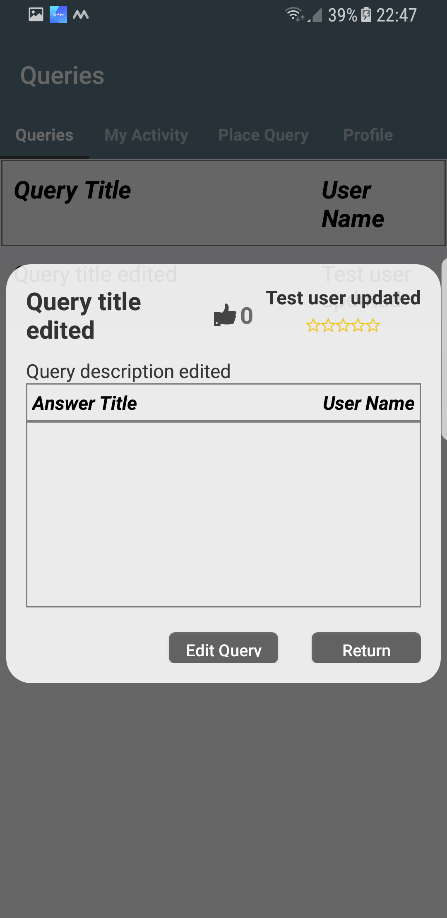 39% 22:47
Queries
Queries My Activity Place Query Profile
Query Title User
Name
Query title edited Test user
Query title
edited
0
Test user updated
Query description edited
Answer Title User Name
Edit Query Return